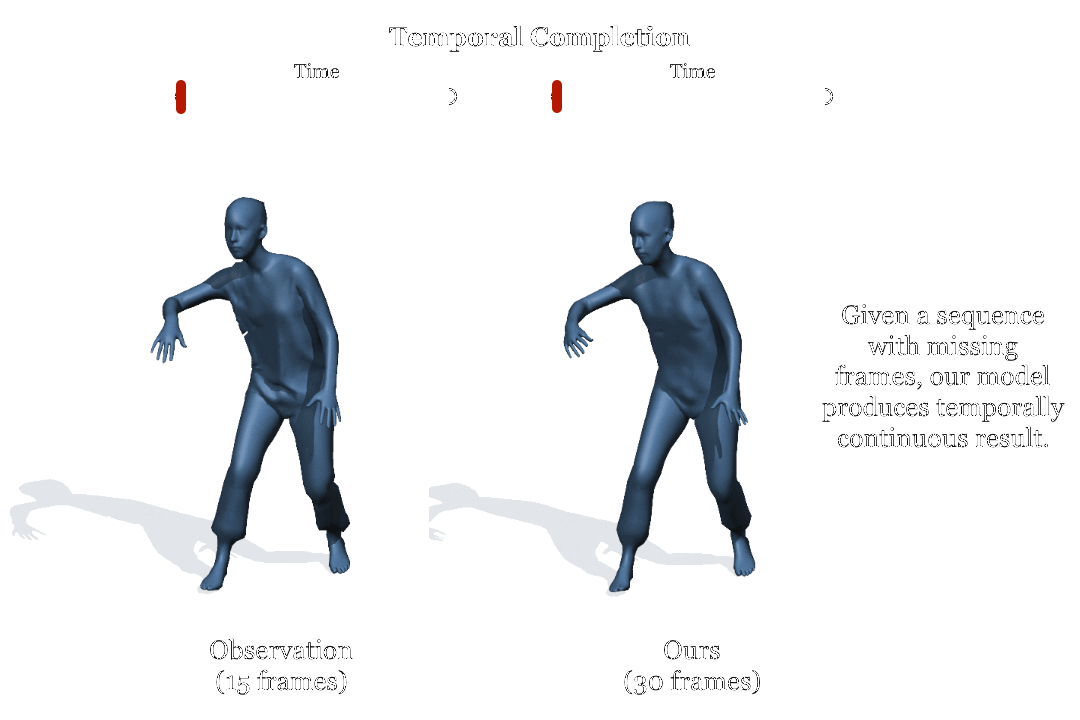 Temporal Completion
Time
Time
Given a sequence
with missing
frames, our model
produces temporally
continuous result.
Observation
(15 frames)
Ours
(30 frames)